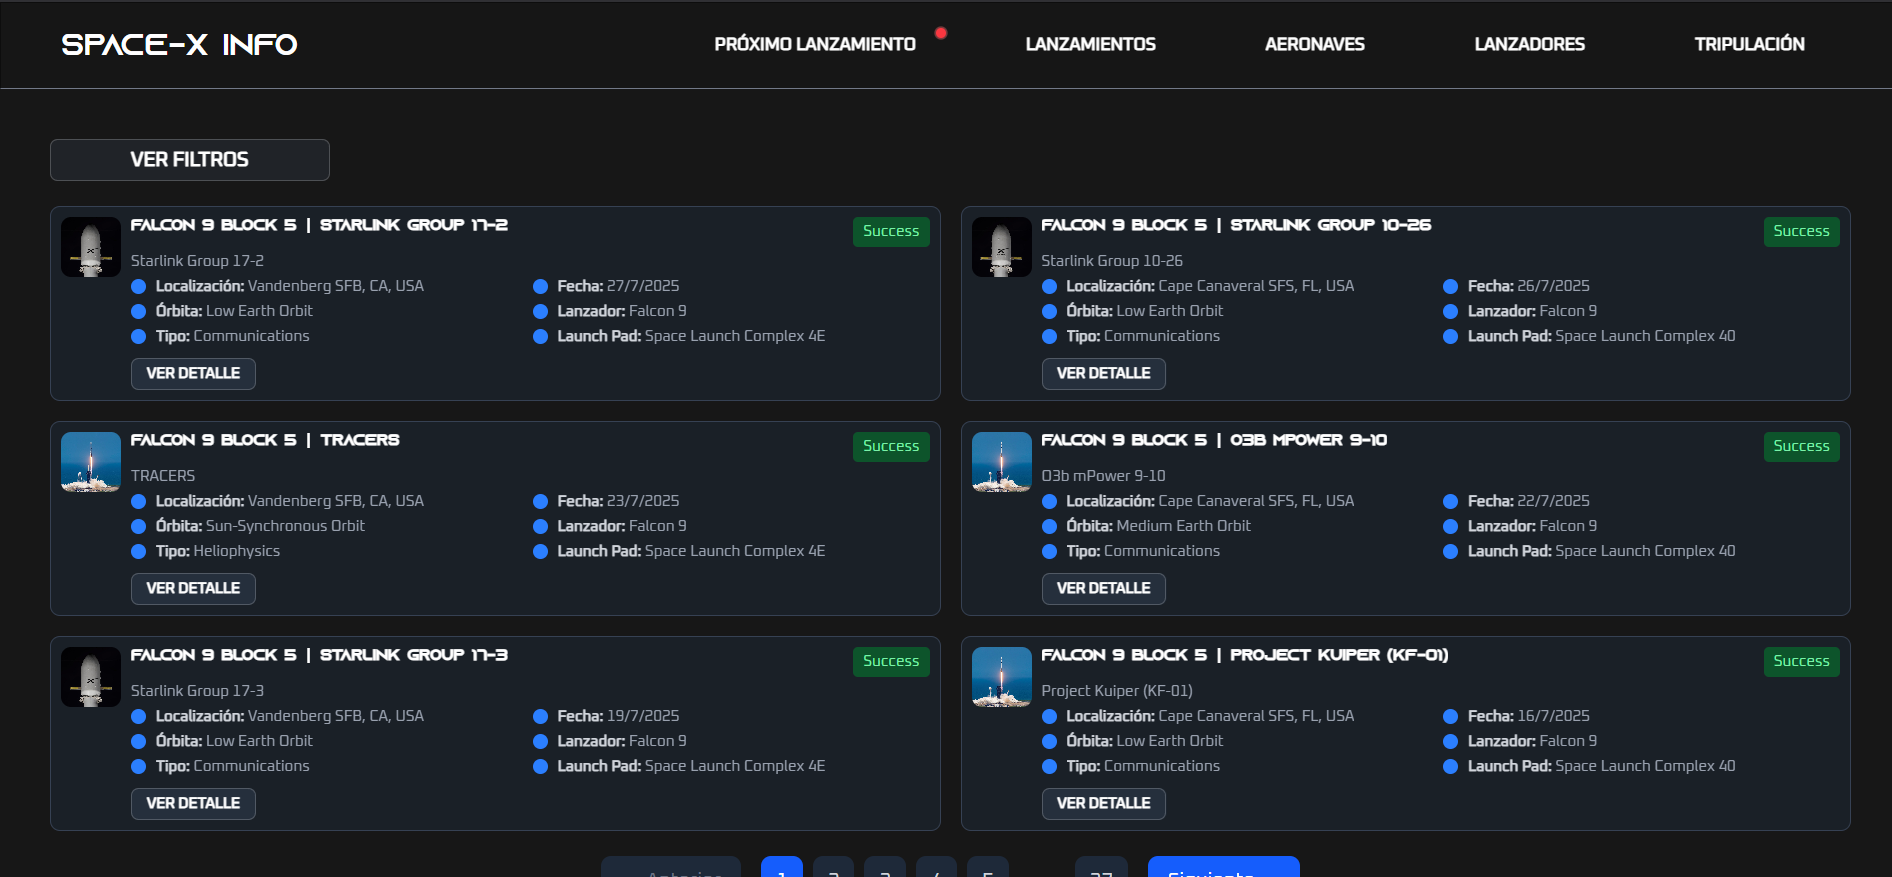 SPACE-X INFO
PRÓXIMO LANZAMIENTO
LANZAMIENTOS
AERONAVES
LANZADORES
TRIPULACIÓN
VER FILTROS
FALCON 9 BLOCK 5 | STARLINK GROUP 17-2
Success
Starlink Group 17-2
Localización: Vandenberg SFB, CA, USA
Fecha: 27/7/2025
Órbita: Low Earth Orbit
Lanzador: Falcon 9
Tipo: Communications
Launch Pad: Space Launch Complex 4E
VER DETALLE
FALCON 9 BLOCK 5 | STARLINK GROUP 10-26
Success
Starlink Group 10-26
Localización: Cape Canaveral SFS, FL, USA
Fecha: 26/7/2025
Órbita: Low Earth Orbit
Lanzador: Falcon 9
Tipo: Communications
Launch Pad: Space Launch Complex 40
VER DETALLE
FALCON 9 BLOCK 5 | TRACERS
Success
TRACERS
Localización: Vandenberg SFB, CA, USA
Fecha: 23/7/2025
Órbita: Sun-Synchronous Orbit
Lanzador: Falcon 9
Tipo: Heliophysics
Launch Pad: Space Launch Complex 4E
VER DETALLE
FALCON 9 BLOCK 5 | O3B MPOWER 9-10
Success
O3b mPower 9-10
Localización: Cape Canaveral SFS, FL, USA
Fecha: 22/7/2025
Órbita: Medium Earth Orbit
Lanzador: Falcon 9
Tipo: Communications
Launch Pad: Space Launch Complex 40
VER DETALLE
FALCON 9 BLOCK 5 | STARLINK GROUP 17-3
Success
Starlink Group 17-3
Localización: Vandenberg SFB, CA, USA
Fecha: 19/7/2025
Órbita: Low Earth Orbit
Lanzador: Falcon 9
Tipo: Communications
Launch Pad: Space Launch Complex 4E
VER DETALLE
FALCON 9 BLOCK 5 | PROJECT KUIPER (KF-01)
Success
Project Kuiper (KF-01)
Localización: Cape Canaveral SFS, FL, USA
Fecha: 16/7/2025
Órbita: Low Earth Orbit
Lanzador: Falcon 9
Tipo: Communications
Launch Pad: Space Launch Complex 40
VER DETALLE
Anterior 1 2 3 4 5 Siguiente